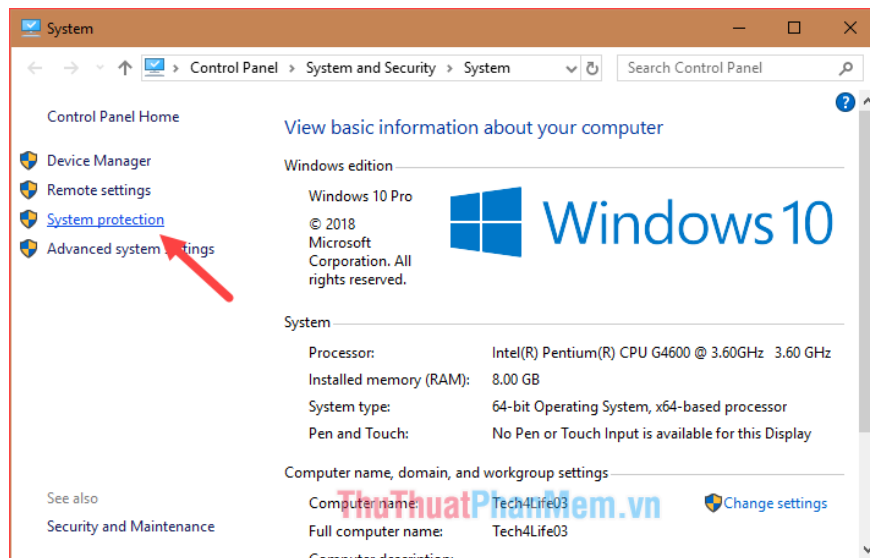 System
Control Panel > System and Security > System
Search Control Panel
Control Panel Home
Device Manager
Remote settings
System protection
Advanced system settings
See also
Security and Maintenance
?
View basic information about your computer
Windows edition
Windows 10 Pro
© 2018
Microsoft
Corporation. All
rights reserved.
Windows 10
System
Processor: Intel(R) Pentium(R) CPU G4600 @ 3.60GHz 3.60 GHz
Installed memory (RAM): 8.00 GB
System type: 64-bit Operating System, x64-based processor
Pen and Touch: No Pen or Touch Input is available for this Display
Computer name, domain, and workgroup settings
Computer name: Tech4Life03
Change settings
ThuThuatPhanMem.vn
Full computer name: Tech4Life03
Computer description: